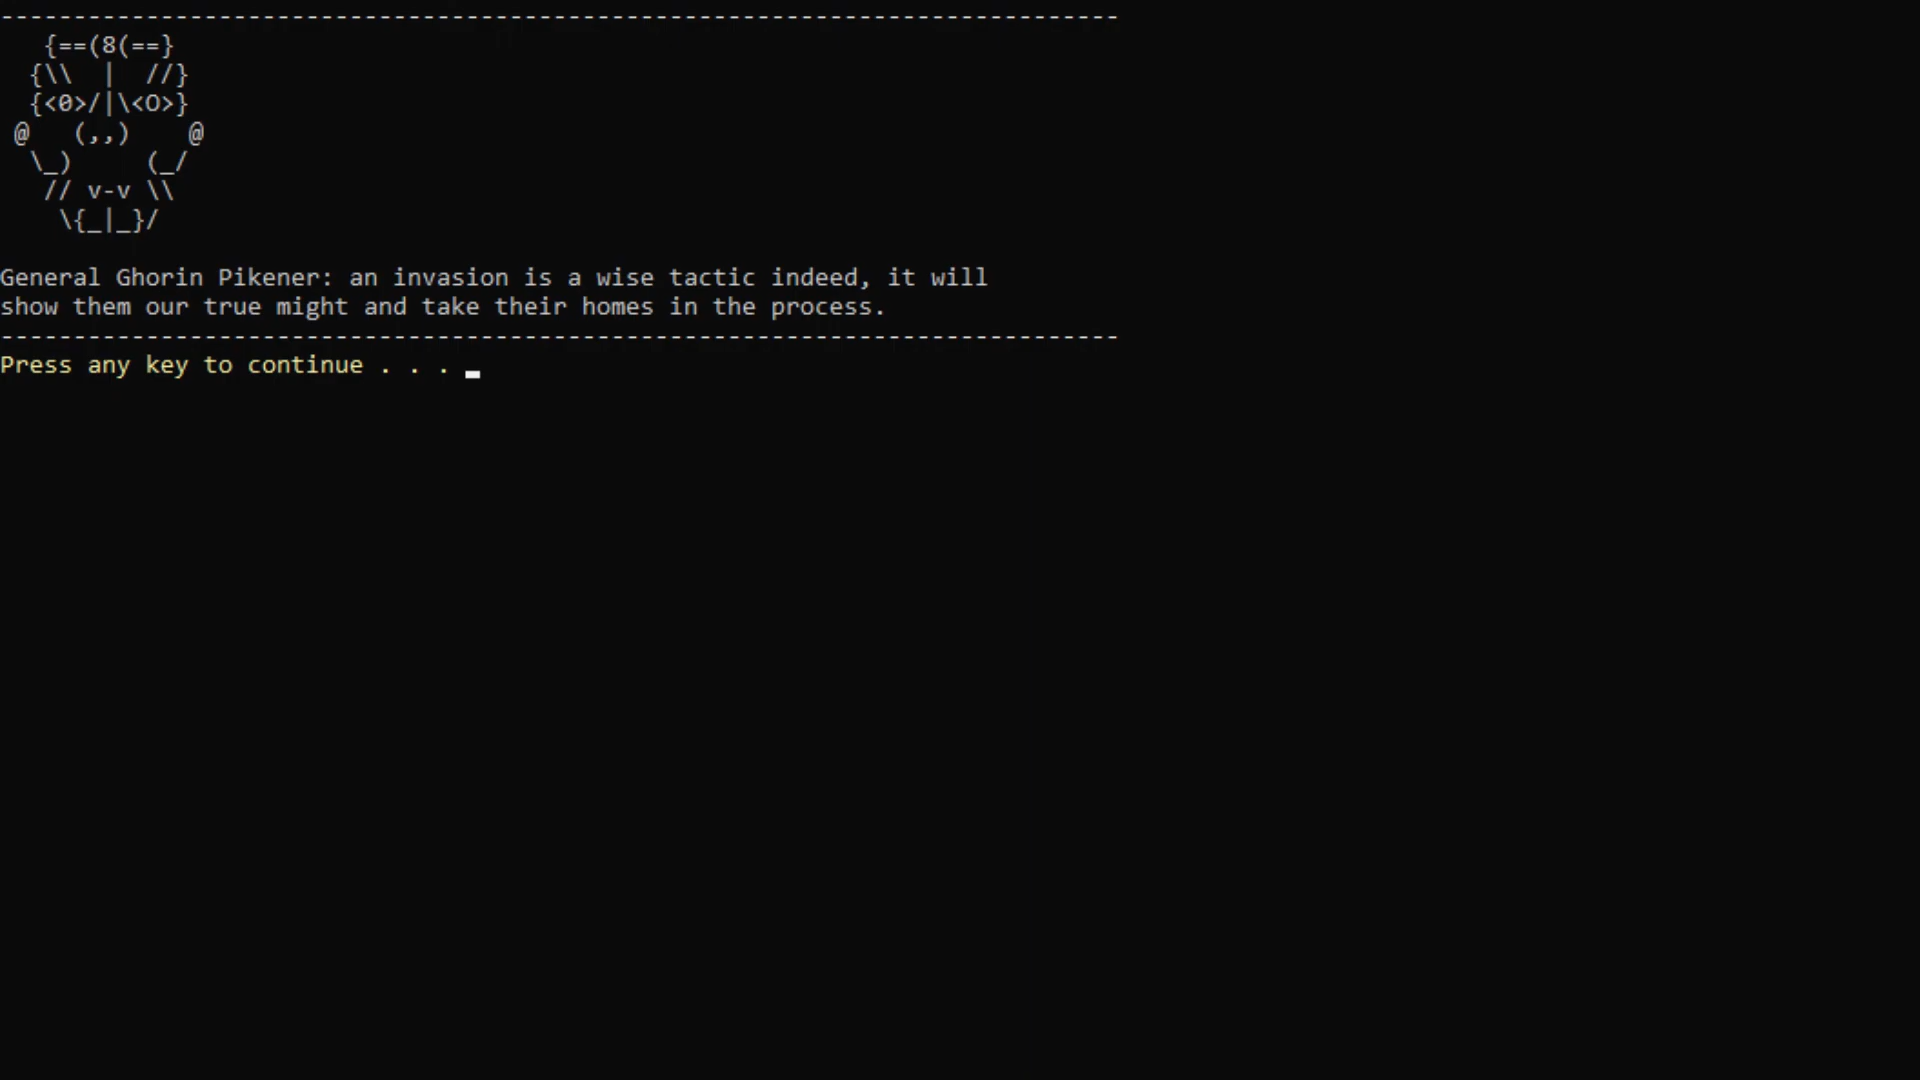 -----------------------------------------------------------------------------
   {==(8(==}
  {\\  |  //}
  {<0>/|\<O>}
 @   (,,)    @
  \_)     (_/
   // v-v \\
    \{_|_}/
General Ghorin Pikener: an invasion is a wise tactic indeed, it will
show them our true might and take their homes in the process.
-----------------------------------------------------------------------------
Press any key to continue . . .